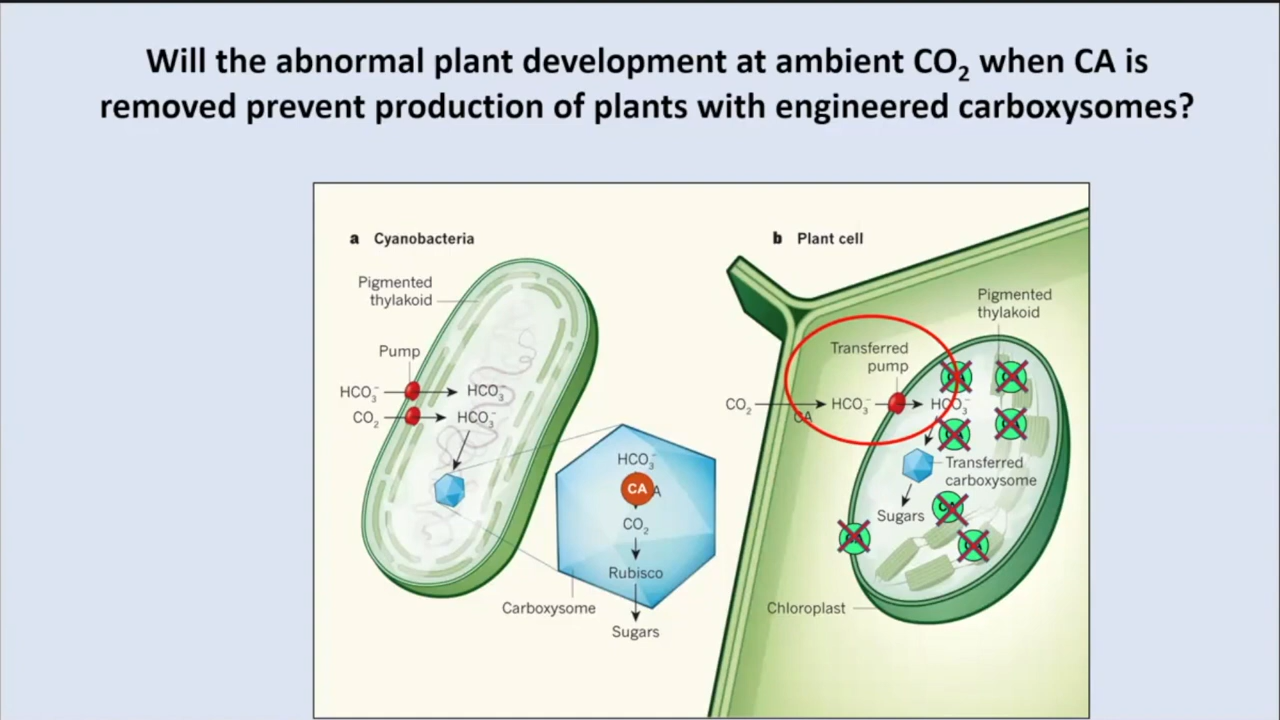 Will the abnormal plant development at ambient CO₂ when CA is
removed prevent production of plants with engineered carboxysomes?
a Cyanobacteria
Pigmented
thylakoid
Pump
HCO₃⁻ HCO₃⁻
CO₂ HCO₃⁻
HCO₃⁻
CA
CO₂
Rubisco
Carboxysome
Sugars
b Plant cell
Pigmented
thylakoid
Transferred
pump
CO₂ HCO₃⁻ HCO₃⁻
CA
Transferred
carboxysome
Sugars
Chloroplast